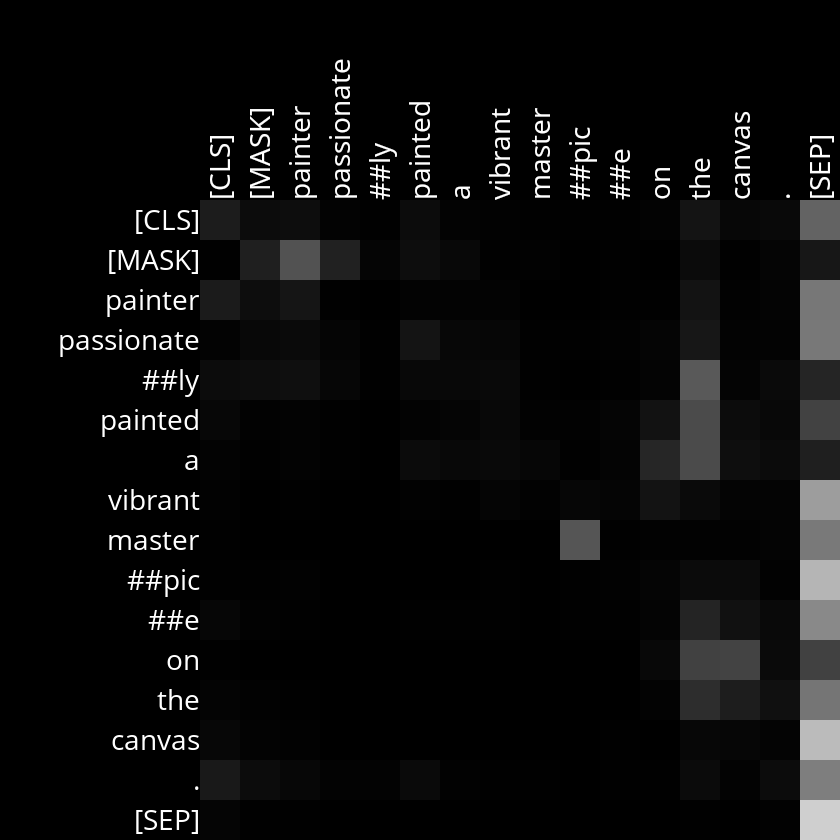 [CLS] [MASK] painter passionate ##ly painted a vibrant master ##pic ##e on the canvas . [SEP]
[CLS]
[MASK]
painter
passionate
##ly
painted
a
vibrant
master
##pic
##e
on
the
canvas
.
[SEP]